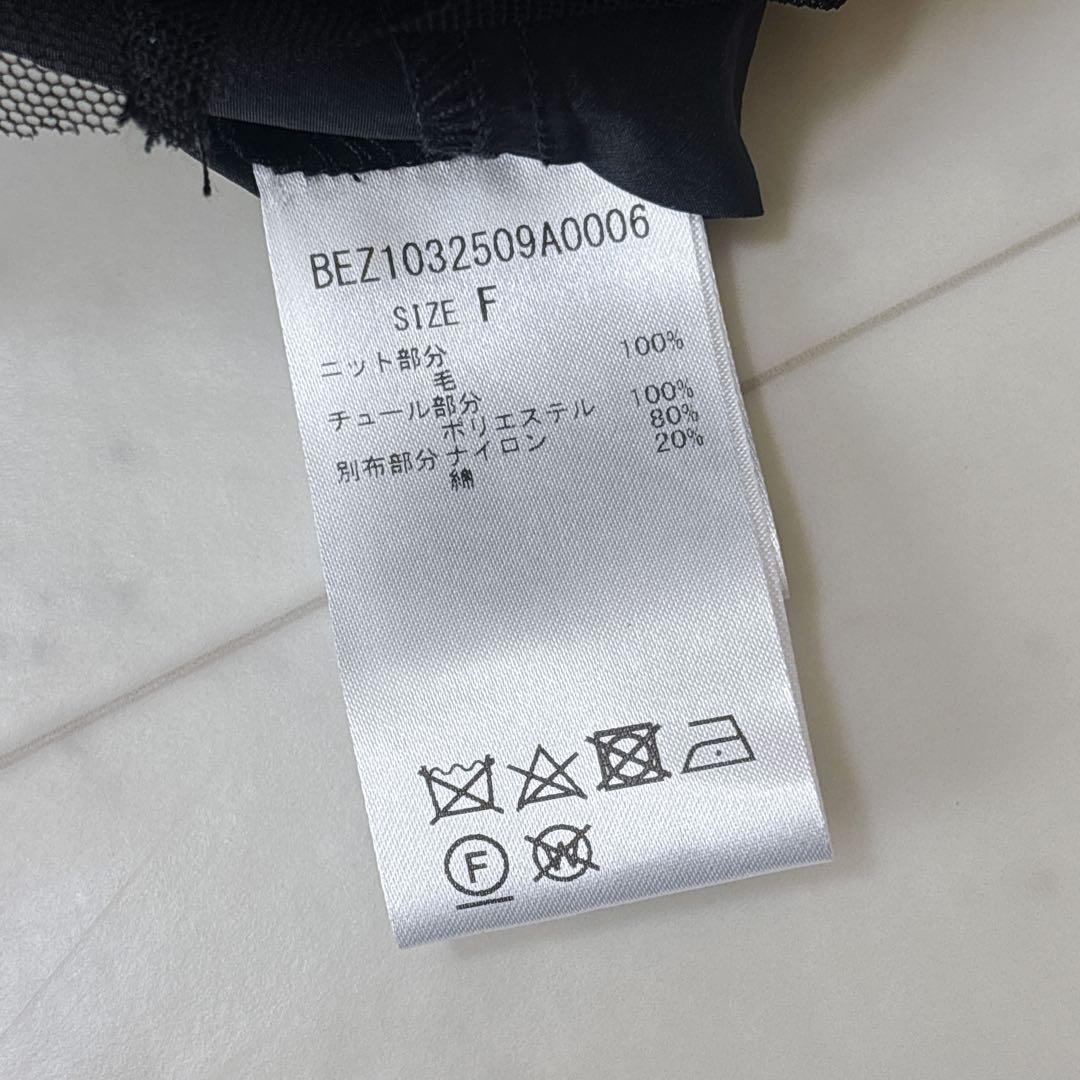 BEZ1032509A0006
SIZE F
ニット部分
毛 100%
チュール部分
ポリエステル 100%
別布部分 ナイロン 80%
綿 20%
F
W